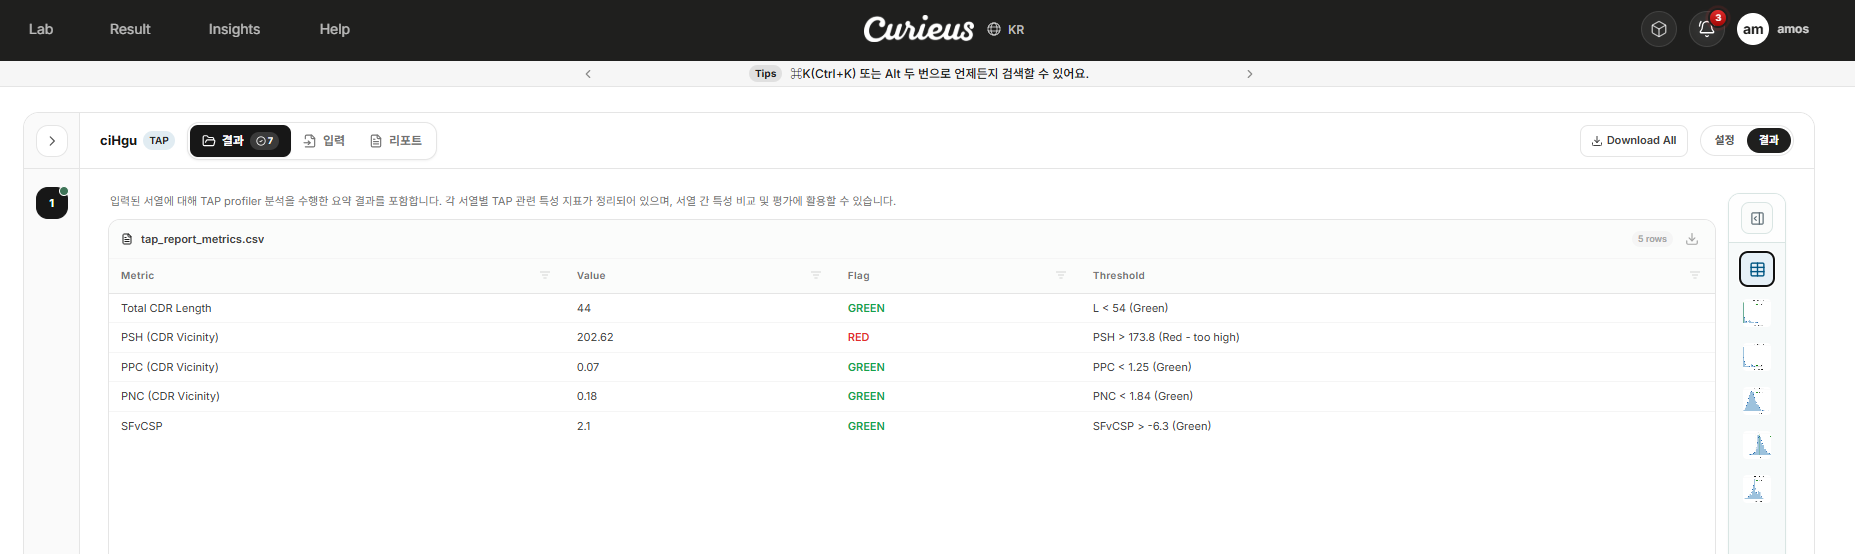 Lab Result Insights Help Curieus KR 3 am amos
Tips ⌘K(Ctrl+K) 또는 Alt 두 번으로 언제든지 검색할 수 있어요.
ciHgu TAP 결과 7 입력 리포트 Download All 설정 결과
1
입력된 서열에 대해 TAP profiler 분석을 수행한 요약 결과를 포함합니다. 각 서열별 TAP 관련 특성 지표가 정리되어 있으며, 서열 간 특성 비교 및 평가에 활용할 수 있습니다.
tap_report_metrics.csv 5 rows
Metric Value Flag Threshold
Total CDR Length 44 GREEN L < 54 (Green)
PSH (CDR Vicinity) 202.62 RED PSH > 173.8 (Red - too high)
PPC (CDR Vicinity) 0.07 GREEN PPC < 1.25 (Green)
PNC (CDR Vicinity) 0.18 GREEN PNC < 1.84 (Green)
SFvCSP 2.1 GREEN SFvCSP > -6.3 (Green)